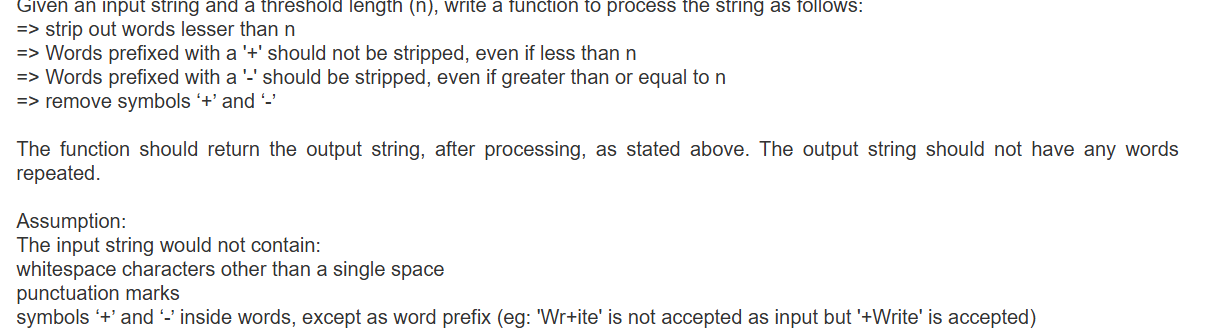 Given an input string and a threshold length (n), write a function to process the string as follows:
=> strip out words lesser than n
=> Words prefixed with a '+' should not be stripped, even if less than n
=> Words prefixed with a '-' should be stripped, even if greater than or equal to n
=> remove symbols ‘+’ and ‘-’
The function should return the output string, after processing, as stated above. The output string should not have any words
repeated.
Assumption:
The input string would not contain:
whitespace characters other than a single space
punctuation marks
symbols ‘+’ and ‘-’ inside words, except as word prefix (eg: 'Wr+ite' is not accepted as input but '+Write' is accepted)